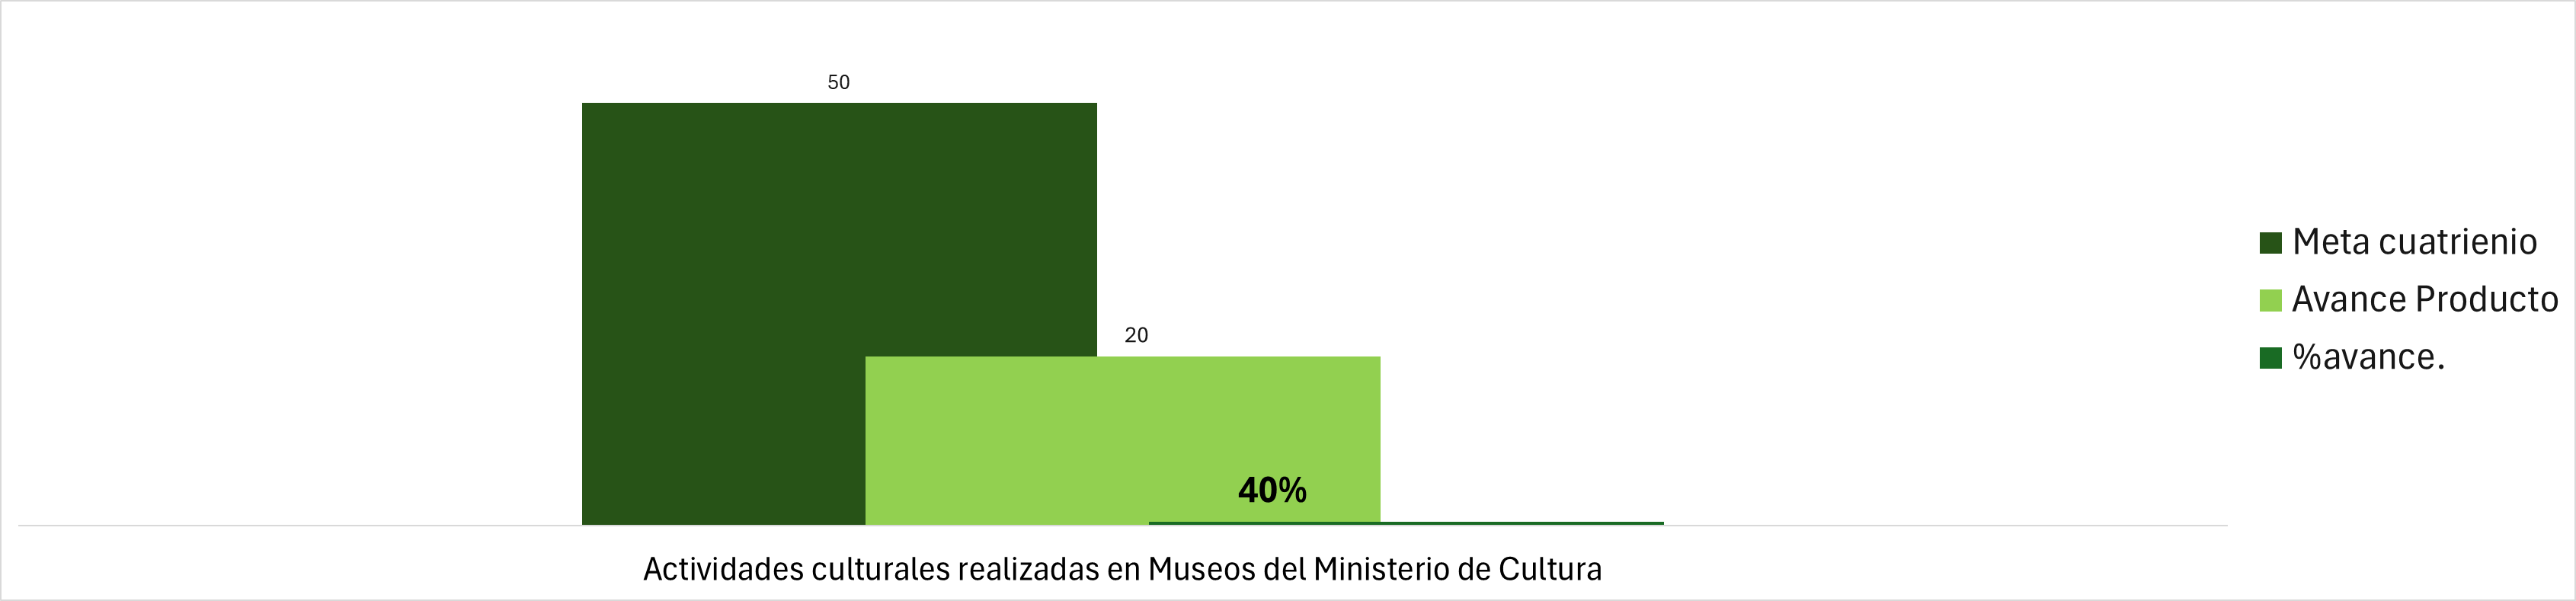 50
20
40%
Actividades culturales realizadas en Museos del Ministerio de Cultura
Meta cuatrienio
Avance Producto
%avance.